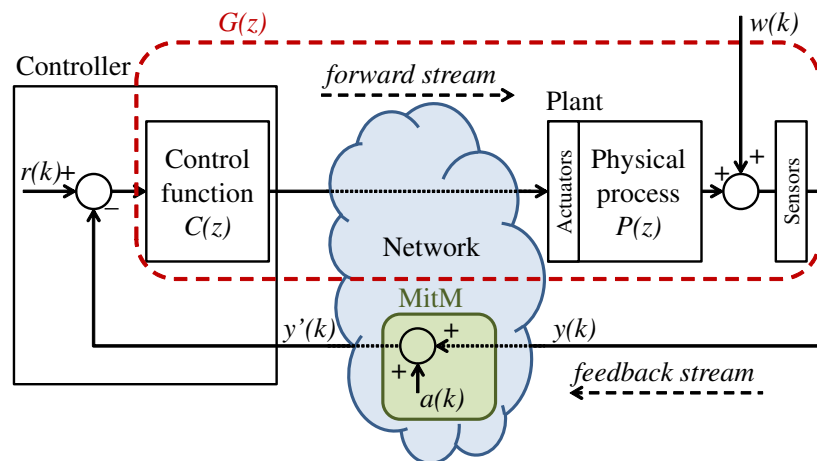 G(z)
w(k)
Controller
forward stream
Plant
r(k)
+
−
Control
function
C(z)
Actuators
Physical
process
P(z)
+
+
Sensors
Network
MitM
y’(k)
+
+
a(k)
y(k)
feedback stream